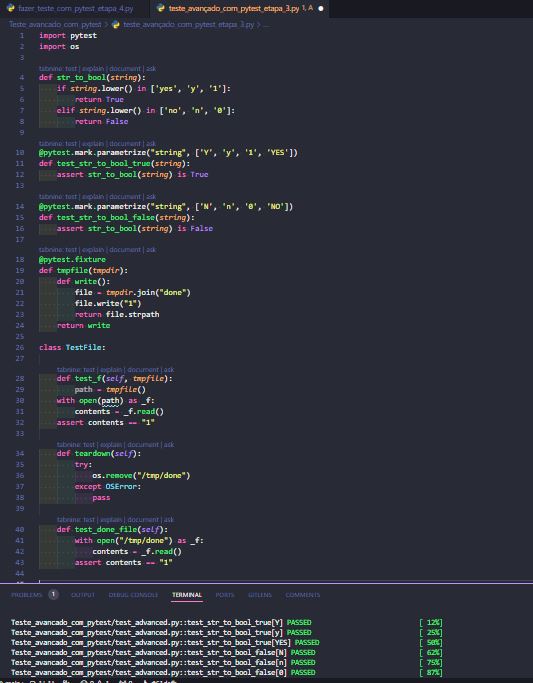 fazer_teste com_pytest_etapa_4.py
teste_avançado_com_pytest_etapa_3.py 1, A
Teste_avancado_com_pytest > teste_avançado_com_pytest_etapa_3.py > ...
1 import pytest
2 import os
3
tabnine: test | explain | document | ask
4 def str_to_bool(string):
5 if string.lower() in ['yes', 'y', '1']:
6 return True
7 elif string.lower() in ['no', 'n', '0']:
8 return False
9
tabnine: test | explain | document | ask
10 @pytest.mark.parametrize("string", ['Y', 'y', '1', 'YES'])
11 def test_str_to_bool_true(string):
12 assert str_to_bool(string) is True
13
tabnine: test | explain | document | ask
14 @pytest.mark.parametrize("string", ['N', 'n', '0', 'NO'])
15 def test_str_to_bool_false(string):
16 assert str_to_bool(string) is False
17
tabnine: test | explain | document | ask
18 @pytest.fixture
19 def tmpfile(tmpdir):
20 def write():
21 file = tmpdir.join("done")
22 file.write("1")
23 return file.strpath
24 return write
25
26 class TestFile:
27
tabnine: test | explain | document | ask
28 def test_f(self, tmpfile):
29 path = tmpfile()
30 with open(path) as _f:
31 contents = _f.read()
32 assert contents == "1"
33
tabnine: test | explain | document | ask
34 def teardown(self):
35 try:
36 os.remove("/tmp/done")
37 except OSError:
38 pass
39
tabnine: test | explain | document | ask
40 def test_done_file(self):
41 with open("/tmp/done") as _f:
42 contents = _f.read()
43 assert contents == "1"
44
PROBLEMS 1 OUTPUT DEBUG CONSOLE TERMINAL PORTS GITLENS COMMENTS
Teste_avancado_com_pytest/test_advanced.py::test_str_to_bool_true[Y] PASSED [ 12%]
Teste_avancado_com_pytest/test_advanced.py::test_str_to_bool_true[y] PASSED [ 25%]
Teste_avancado_com_pytest/test_advanced.py::test_str_to_bool_true[YES] PASSED [ 50%]
Teste_avancado_com_pytest/test_advanced.py::test_str_to_bool_false[N] PASSED [ 62%]
Teste_avancado_com_pytest/test_advanced.py::test_str_to_bool_false[n] PASSED [ 75%]
Teste_avancado_com_pytest/test_advanced.py::test_str_to_bool_false[0] PASSED [ 87%]